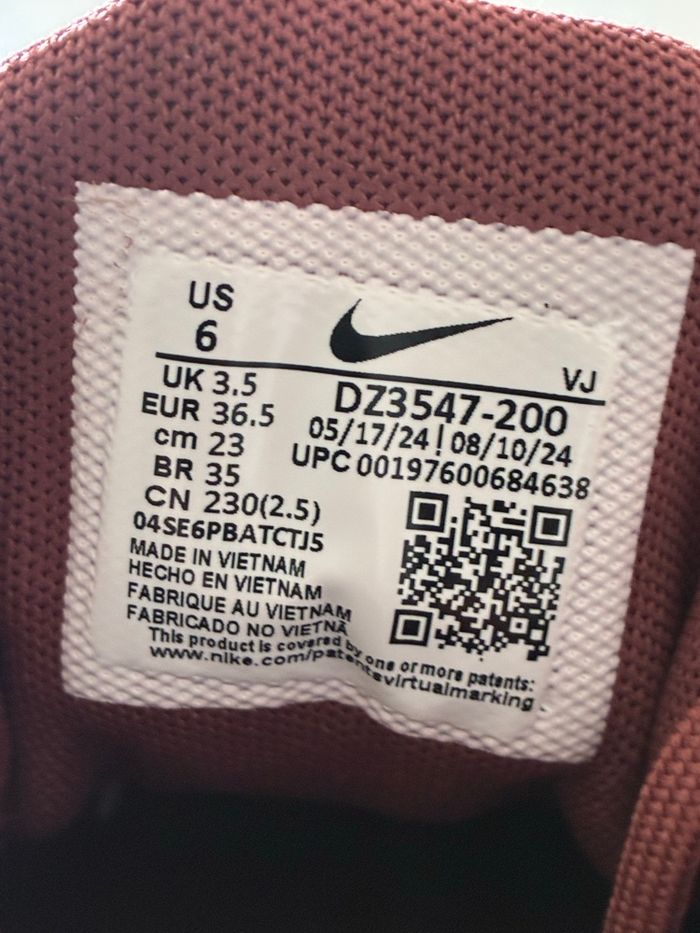 US
6
VJ
UK 3.5
EUR 36.5
cm 23
BR 35
CN 230(2.5)
04SE6PBATCTJ5
DZ3547-200
05/17/24 | 08/10/24
UPC 00197600684638
MADE IN VIETNAM
HECHO EN VIETNAM
FABRIQUE AU VIETNAM
FABRICADO NO VIETNÃ
This product is covered by one or more patents:
www.nike.com/patentsvirtualmarking